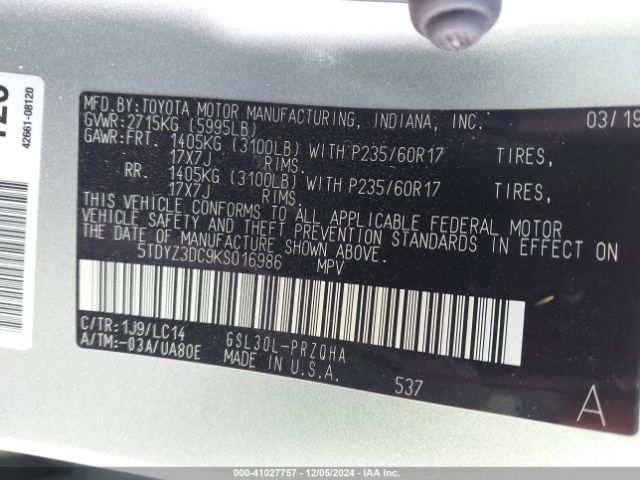 MFD.BY:TOYOTA MOTOR MANUFACTURING, INDIANA, INC. 03/19
GVWR:2715KG (5995LB)
GAWR:FRT. 1405KG (3100LB) WITH P235/60R17 TIRES,
17X7J RIMS.
RR. 1405KG (3100LB) WITH P235/60R17 TIRES,
17X7J RIMS.
THIS VEHICLE CONFORMS TO ALL APPLICABLE FEDERAL MOTOR
VEHICLE SAFETY AND THEFT PREVENTION STANDARDS IN EFFECT ON
THE DATE OF MANUFACTURE SHOWN ABOVE.
5TDYZ3DC9KS016986 MPV
C/TR:1J9/LC14 GSL30L-PRZQHA
A/TM:-03A/UA80E MADE IN U.S.A.
537
A
42661-08120
000-41027757 - 12/05/2024 - IAA